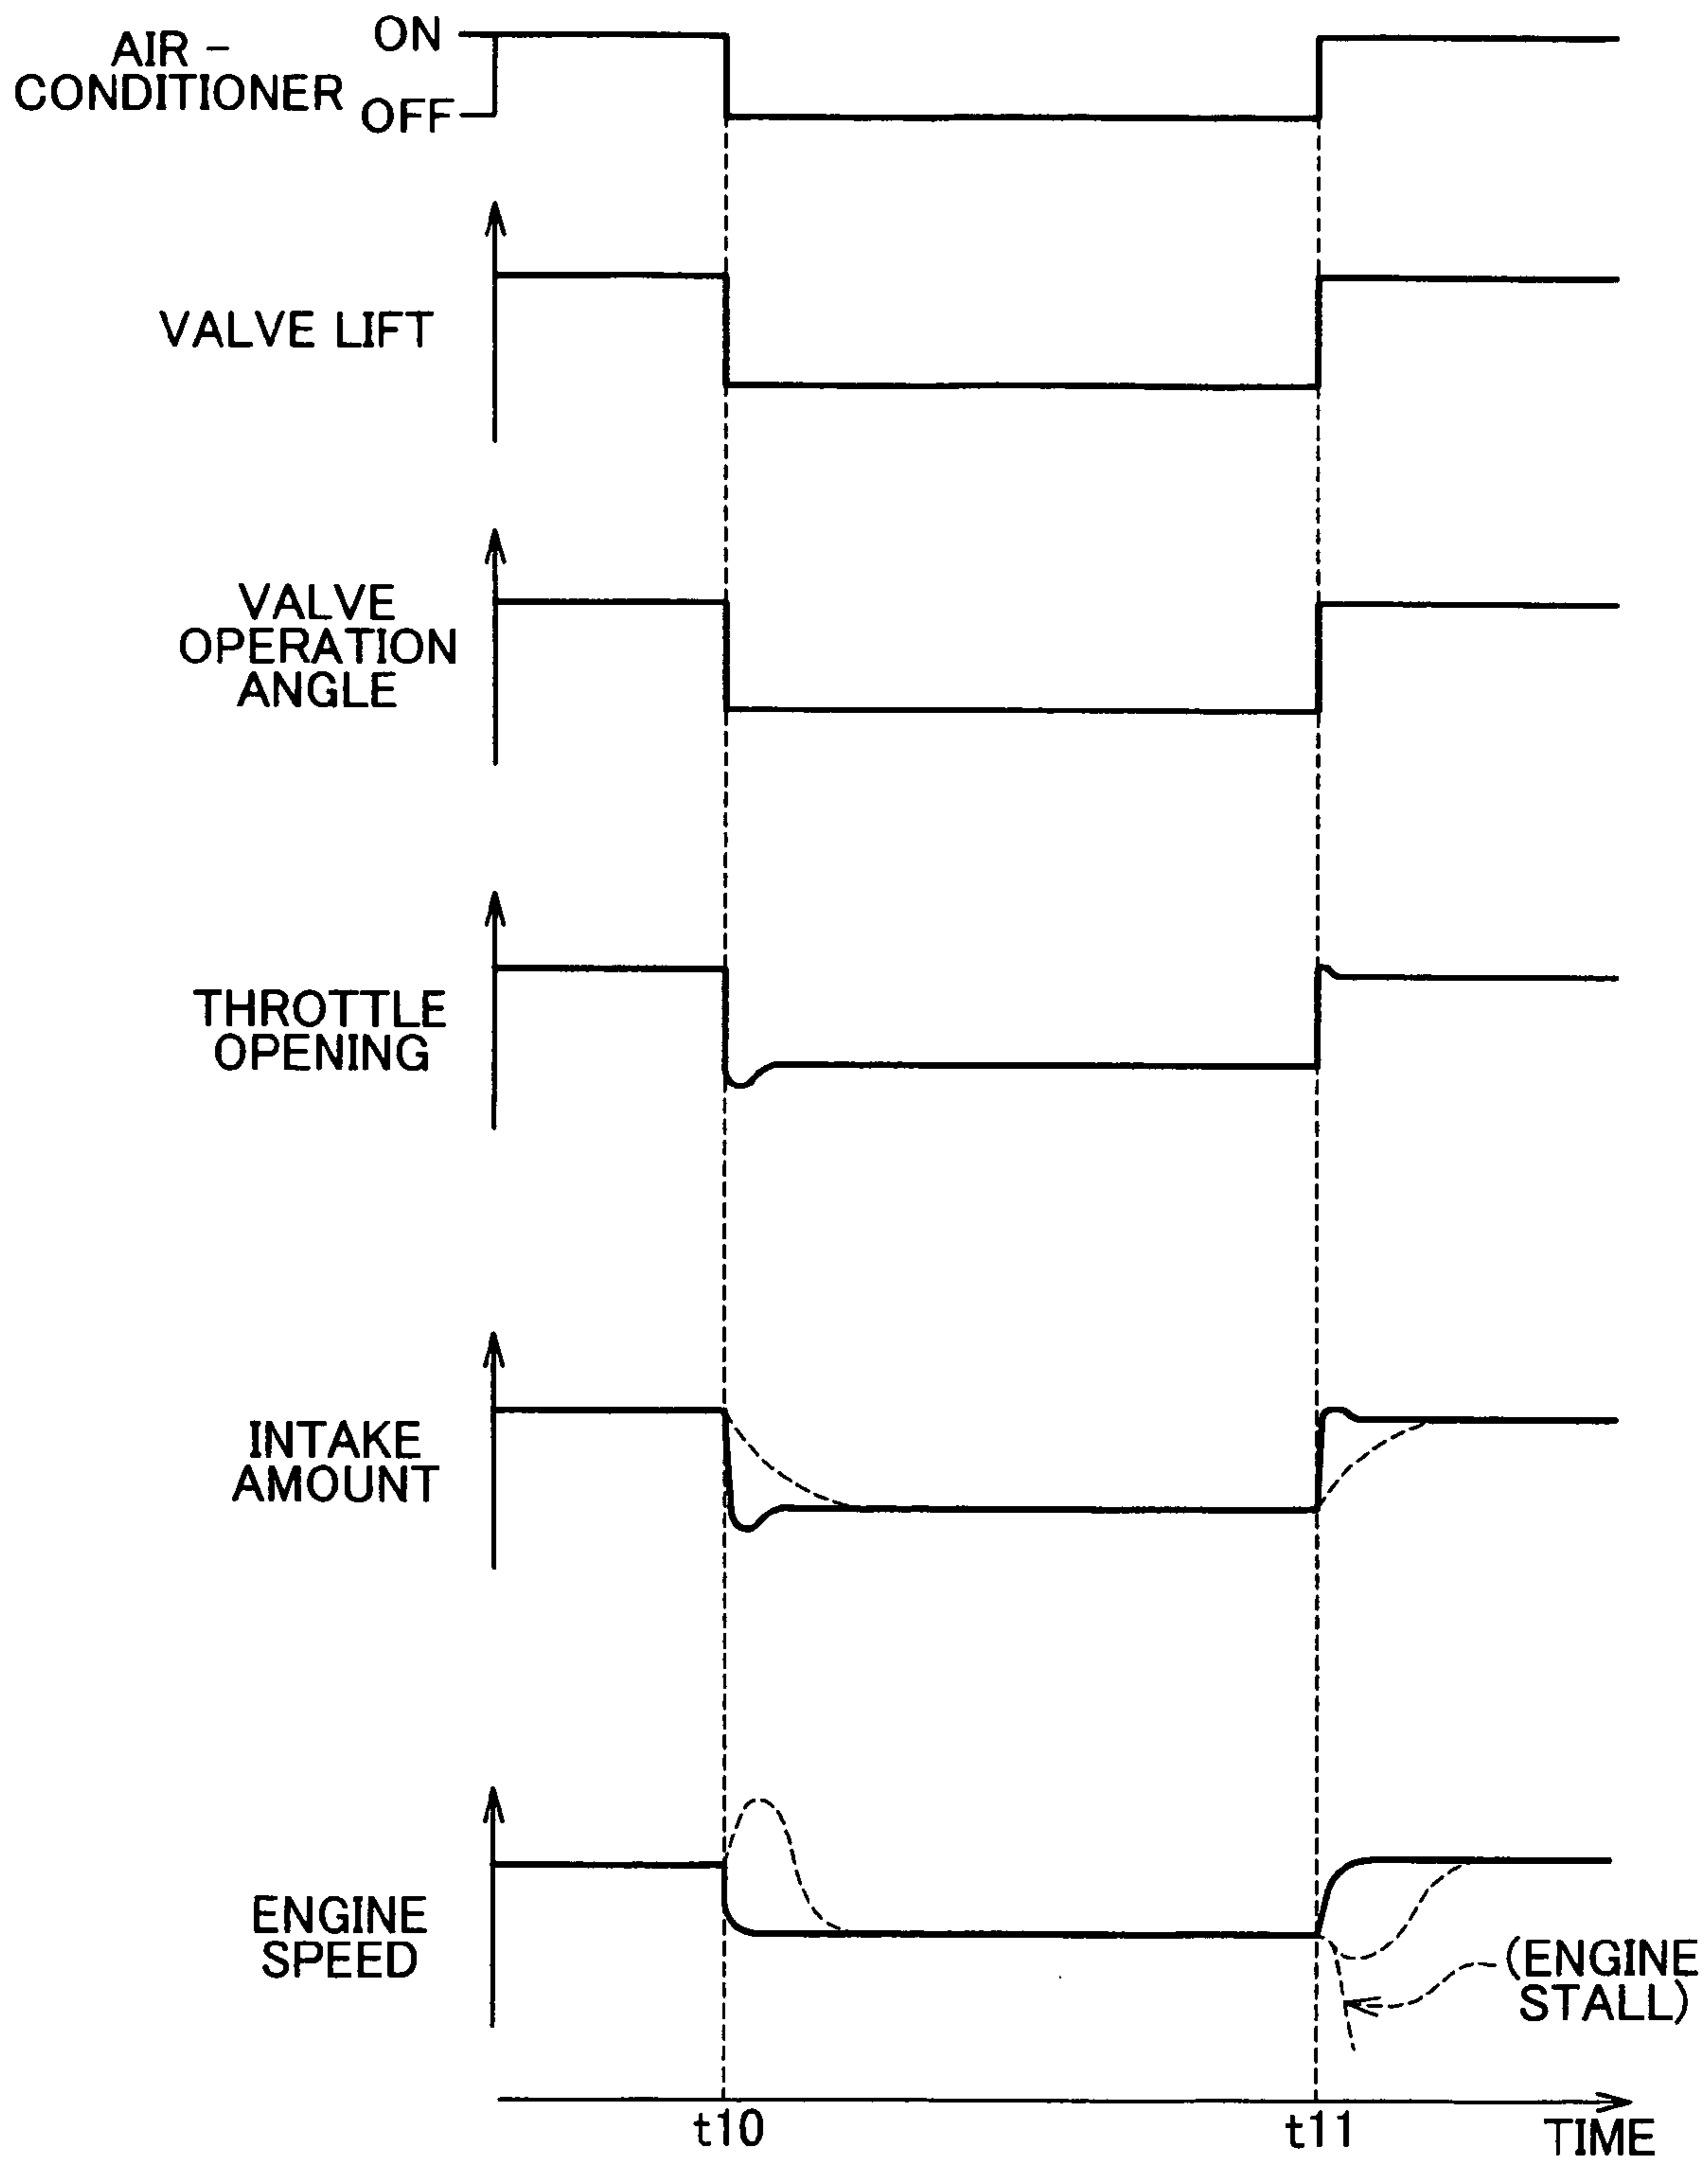 AIR -
CONDITIONER
ON
OFF
VALVE LIFT
VALVE
OPERATION
ANGLE
THROTTLE
OPENING
INTAKE
AMOUNT
ENGINE
SPEED
(ENGINE
STALL)
t10
t11
TIME